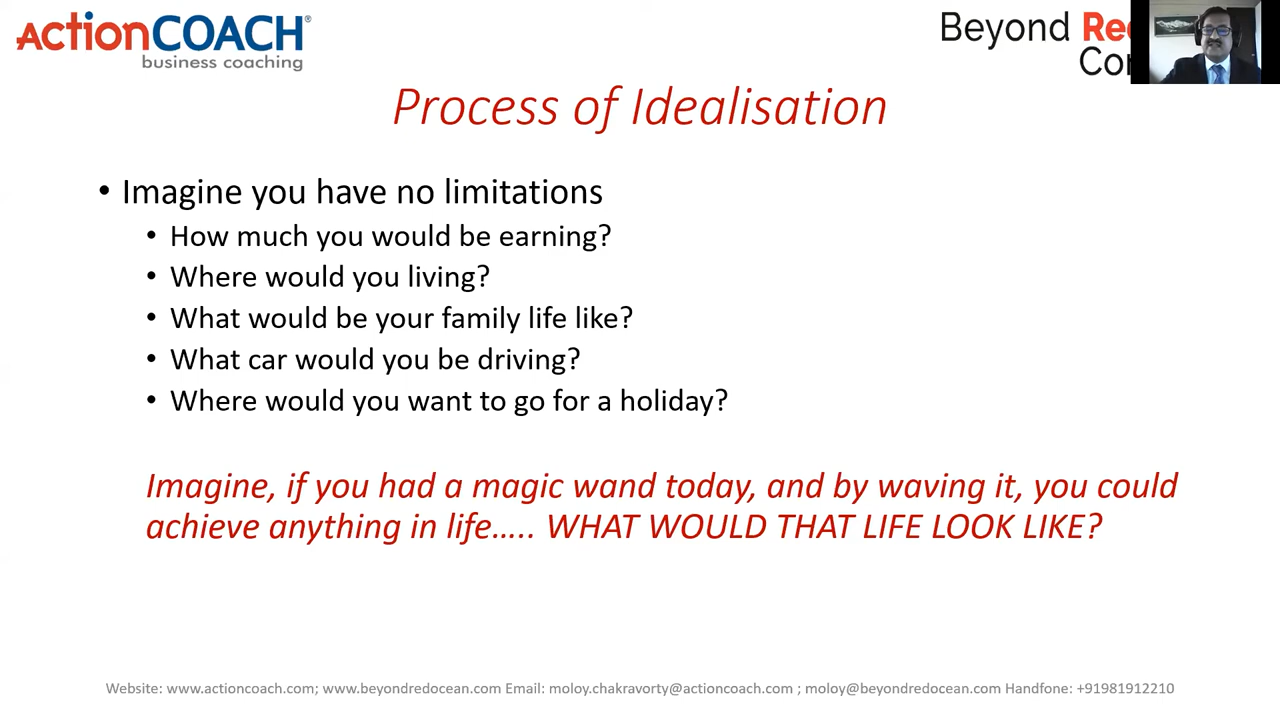 ActionCOACH®
business coaching
Beyond
Process of Idealisation
• Imagine you have no limitations
• How much you would be earning?
• Where would you living?
• What would be your family life like?
• What car would you be driving?
• Where would you want to go for a holiday?
Imagine, if you had a magic wand today, and by waving it, you could
achieve anything in life….. WHAT WOULD THAT LIFE LOOK LIKE?
Website: www.actioncoach.com; www.beyondredocean.com Email: moloy.chakravorty@actioncoach.com ; moloy@beyondredocean.com Handfone: +91981912210